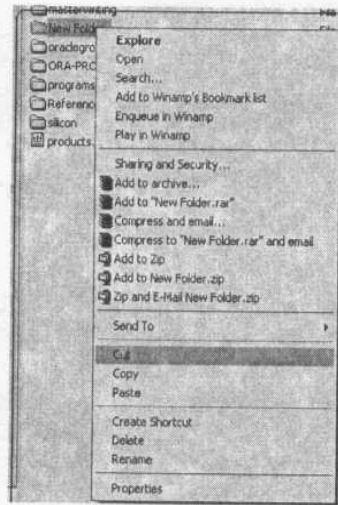 masterwriting
New Fold
oradegro
ORA-PRO
programs
Referenc
silicon
products.
Explore
Open
Search...
Add to Winamp's Bookmark list
Enqueue in Winamp
Play in Winamp
Sharing and Security...
Add to archive...
Add to "New Folder.rar"
Compress and email...
Compress to "New Folder.rar" and email
Add to Zip
Add to New Folder.zip
Zip and E-Mail New Folder.zip
Send To
Cut
Copy
Paste
Create Shortcut
Delete
Rename
Properties